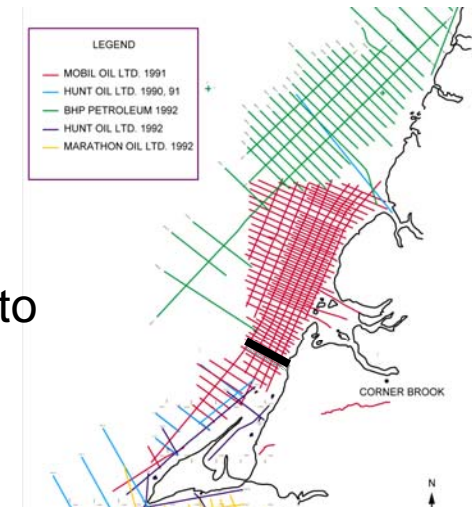 LEGEND
MOBIL OIL LTD. 1991
HUNT OIL LTD. 1990, 91
BHP PETROLEUM 1992
HUNT OIL LTD. 1992
MARATHON OIL LTD. 1992
to
CORNER BROOK
N